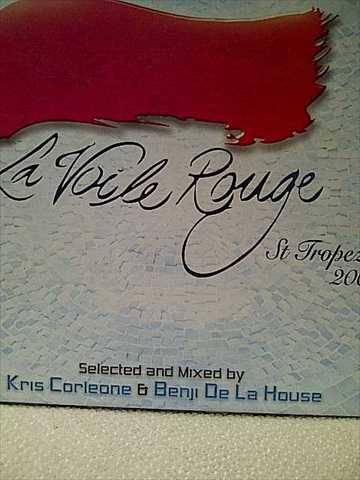 La Voile Rouge
St Tropez
Selected and Mixed by
Kris Corleone & Benji De La House